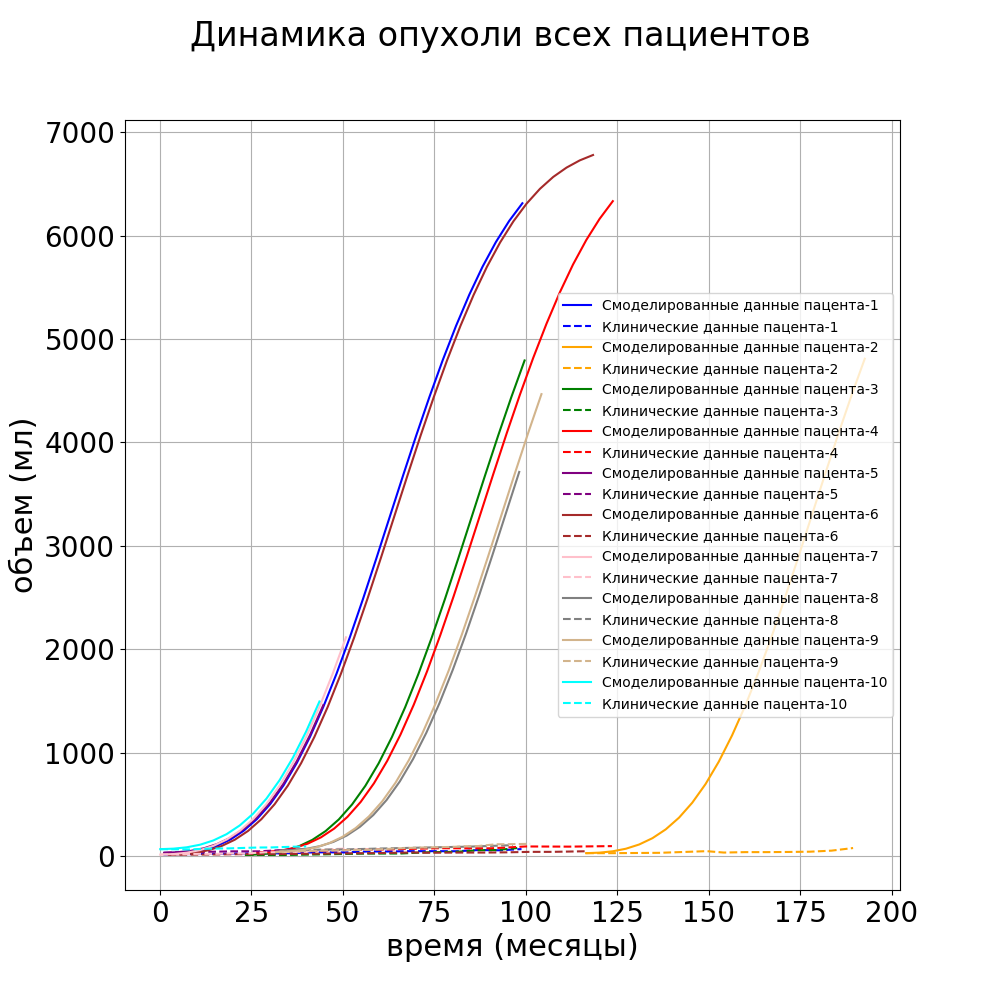 Динамика опухоли всех пациентов
объем (мл)
7000
6000
5000
4000
3000
2000
1000
0
Смоделированные данные пацента-1
Клинические данные пацента-1
Смоделированные данные пацента-2
Клинические данные пацента-2
Смоделированные данные пацента-3
Клинические данные пацента-3
Смоделированные данные пацента-4
Клинические данные пацента-4
Смоделированные данные пацента-5
Клинические данные пацента-5
Смоделированные данные пацента-6
Клинические данные пацента-6
Смоделированные данные пацента-7
Клинические данные пацента-7
Смоделированные данные пацента-8
Клинические данные пацента-8
Смоделированные данные пацента-9
Клинические данные пацента-9
Смоделированные данные пацента-10
Клинические данные пацента-10
0 25 50 75 100 125 150 175 200
время (месяцы)